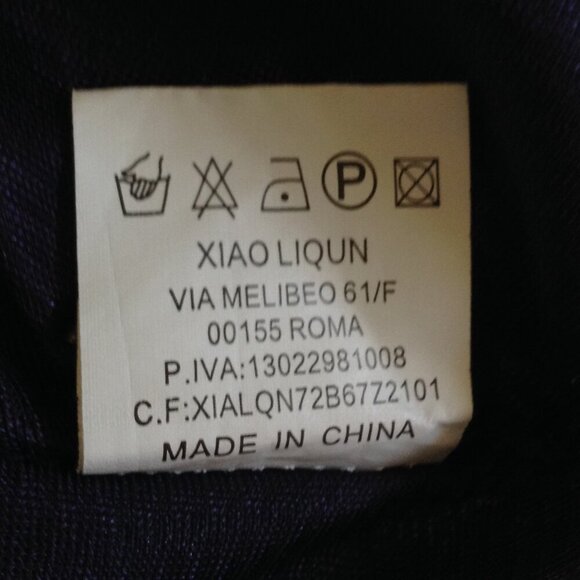 P
XIAO LIQUN
VIA MELIBEO 61/F
00155 ROMA
P.IVA:13022981008
C.F:XIALQN72B67Z2101
MADE IN CHINA